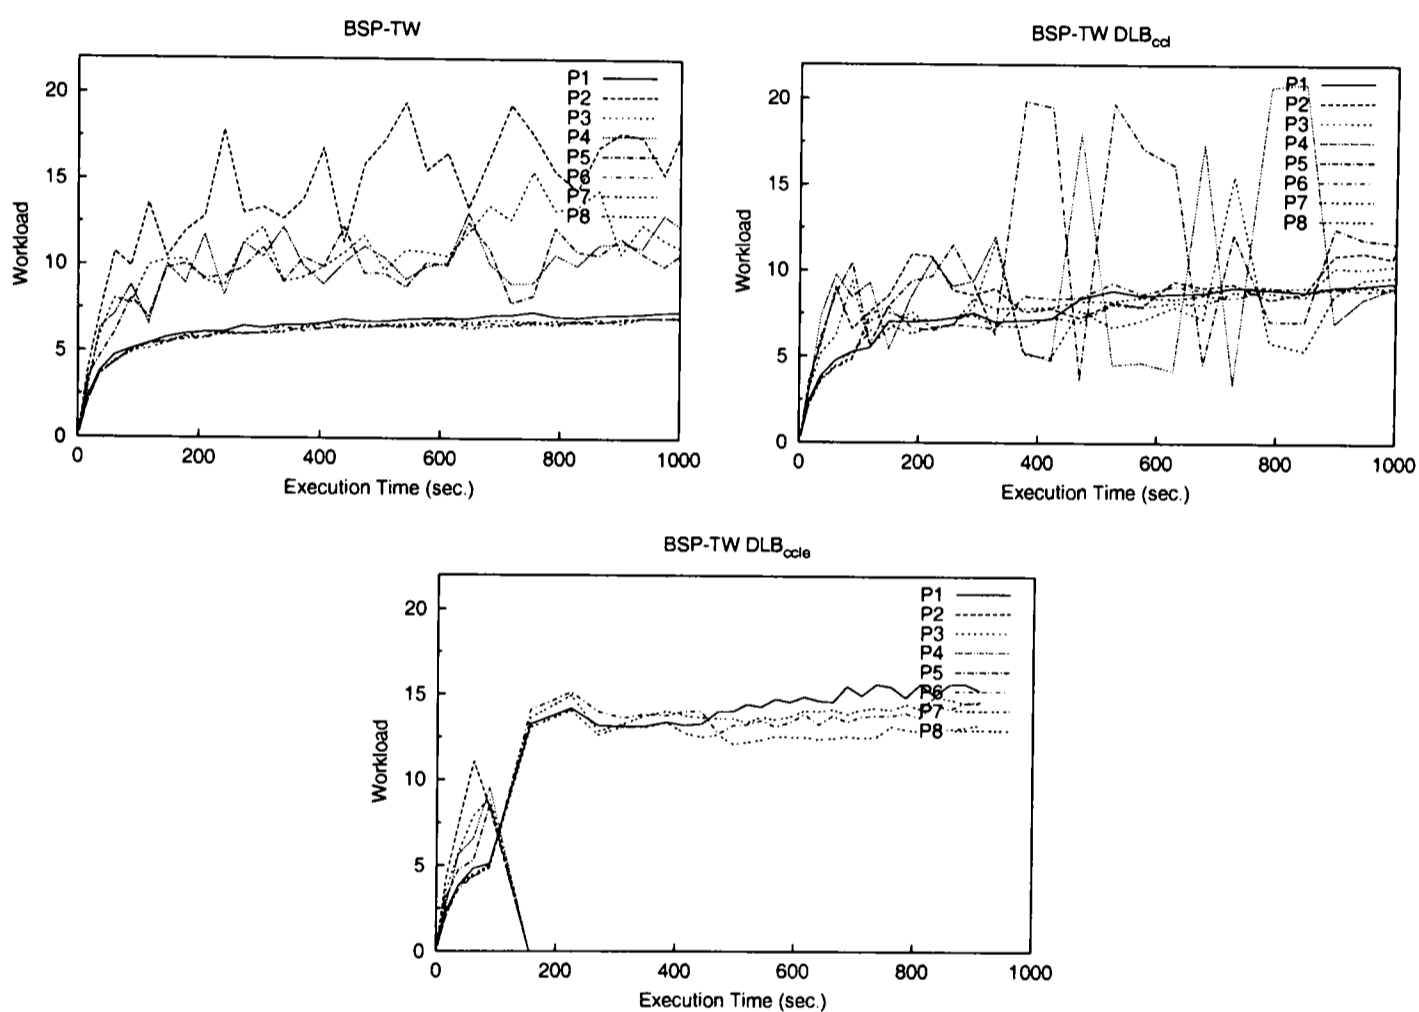 BSP-TW
20
15
10
5
0
Workload
P1
P2
P3
P4
P5
P6
P7
P8
0 200 400 600 800 1000
Execution Time (sec.)
BSP-TW DLBccl
20
15
10
5
0
Workload
P1
P2
P3
P4
P5
P6
P7
P8
0 200 400 600 800 1000
Execution Time (sec.)
BSP-TW DLBccle
20
15
10
5
0
Workload
P1
P2
P3
P4
P5
P6
P7
P8
0 200 400 600 800 1000
Execution Time (sec.)